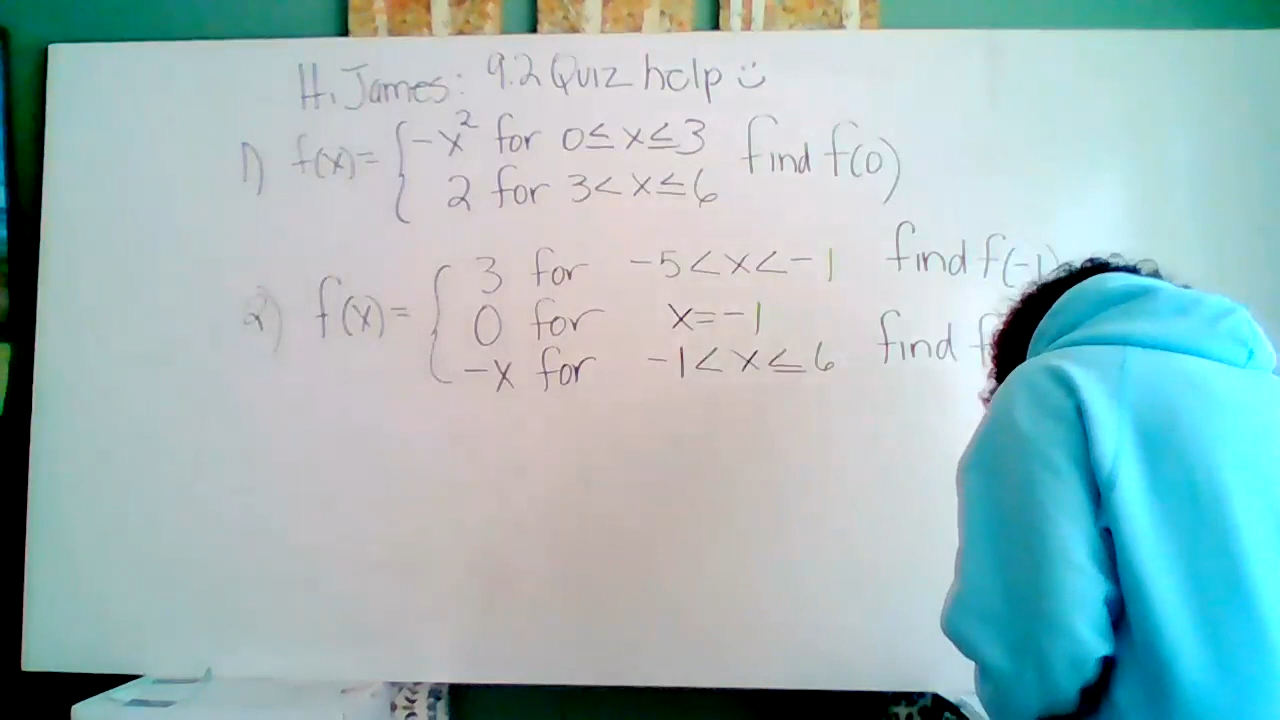 H. James: 9.2 Quiz help :)
1) f(x)= { -x² for 0≤x≤3 find f(0)
2 for 3<x≤6
2) f(x)= { 3 for -5<x<-1 find f(-1)
0 for x=-1 find f
-x for -1<x≤6